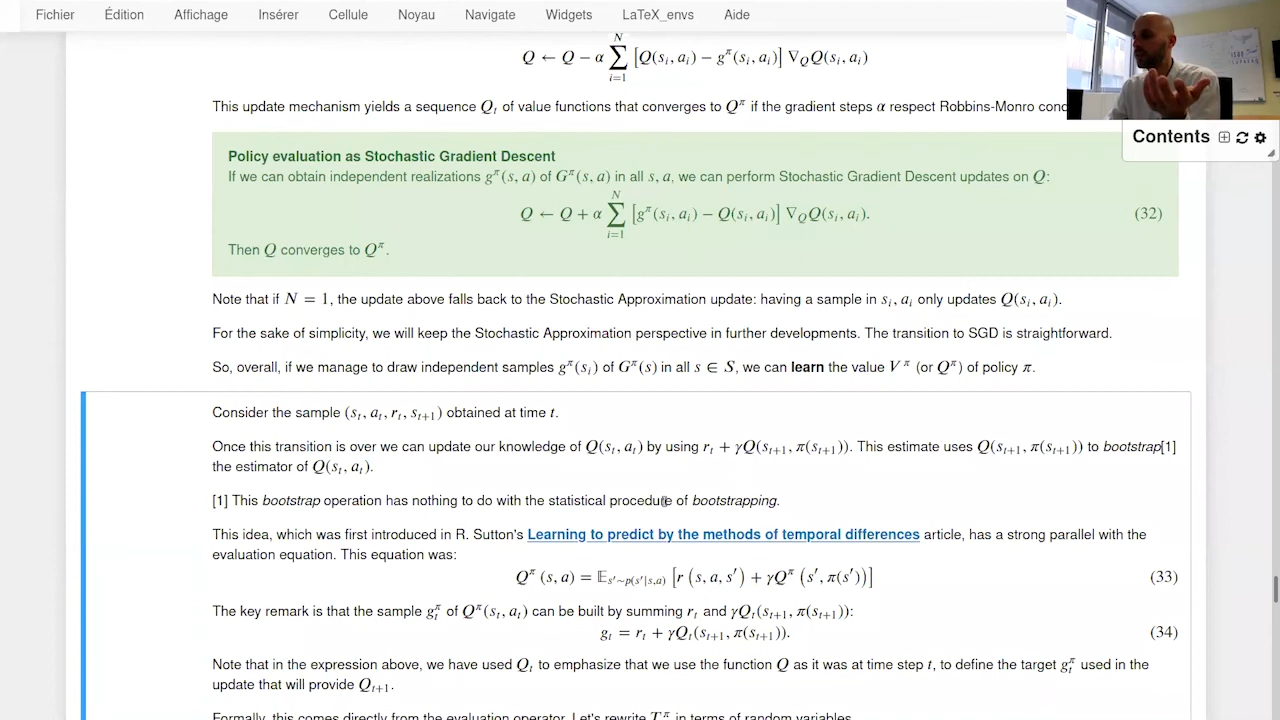 Fichier Édition Affichage Insérer Cellule Noyau Navigate Widgets LaTeX_envs Aide
Q ← Q − α ∑_{i=1}^{N} [Q(s_i, a_i) − g^π(s_i, a_i)] ∇_Q Q(s_i, a_i)
This update mechanism yields a sequence Q_t of value functions that converges to Q^π if the gradient steps α respect Robbins-Monro
Contents
Policy evaluation as Stochastic Gradient Descent
If we can obtain independent realizations g^π(s, a) of G^π(s, a) in all s, a, we can perform Stochastic Gradient Descent updates on Q:
Q ← Q + α ∑_{i=1}^{N} [g^π(s_i, a_i) − Q(s_i, a_i)] ∇_Q Q(s_i, a_i). (32)
Then Q converges to Q^π.
Note that if N = 1, the update above falls back to the Stochastic Approximation update: having a sample in s_i, a_i only updates Q(s_i, a_i).
For the sake of simplicity, we will keep the Stochastic Approximation perspective in further developments. The transition to SGD is straightforward.
So, overall, if we manage to draw independent samples g^π(s_i) of G^π(s) in all s ∈ S, we can learn the value V^π (or Q^π) of policy π.
Consider the sample (s_t, a_t, r_t, s_{t+1}) obtained at time t.
Once this transition is over we can update our knowledge of Q(s_t, a_t) by using r_t + γQ(s_{t+1}, π(s_{t+1})). This estimate uses Q(s_{t+1}, π(s_{t+1})) to bootstrap[1]
the estimator of Q(s_t, a_t).
[1] This bootstrap operation has nothing to do with the statistical procedure of bootstrapping.
This idea, which was first introduced in R. Sutton's Learning to predict by the methods of temporal differences article, has a strong parallel with the
evaluation equation. This equation was:
Q^π (s, a) = 𝔼_{s′∼p(s′|s,a)} [r (s, a, s′) + γQ^π (s′, π(s′))] (33)
The key remark is that the sample g_t^π of Q^π(s_t, a_t) can be built by summing r_t and γQ_t(s_{t+1}, π(s_{t+1})):
g_t = r_t + γQ_t(s_{t+1}, π(s_{t+1})). (34)
Note that in the expression above, we have used Q_t to emphasize that we use the function Q as it was at time step t, to define the target g_t^π used in the
update that will provide Q_{t+1}.
Formally, this comes directly from the evaluation operator. Let's rewrite T^π in terms of random variables.